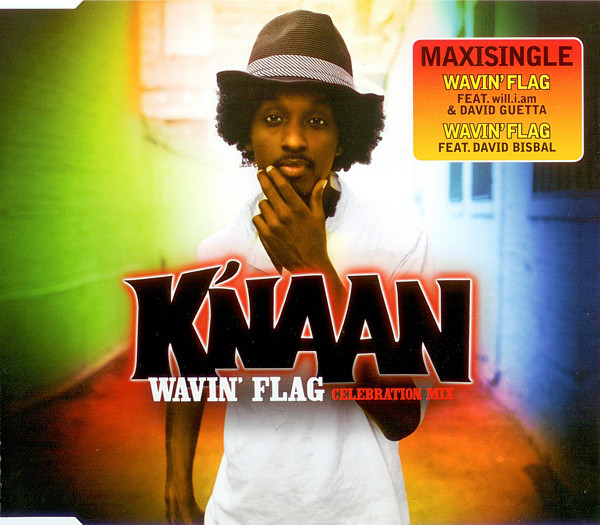 MAXISINGLE
WAVIN' FLAG
FEAT. will.i.am
& DAVID GUETTA
WAVIN' FLAG
FEAT. DAVID BISBAL
K'NAAN
WAVIN' FLAG CELEBRATION MIX